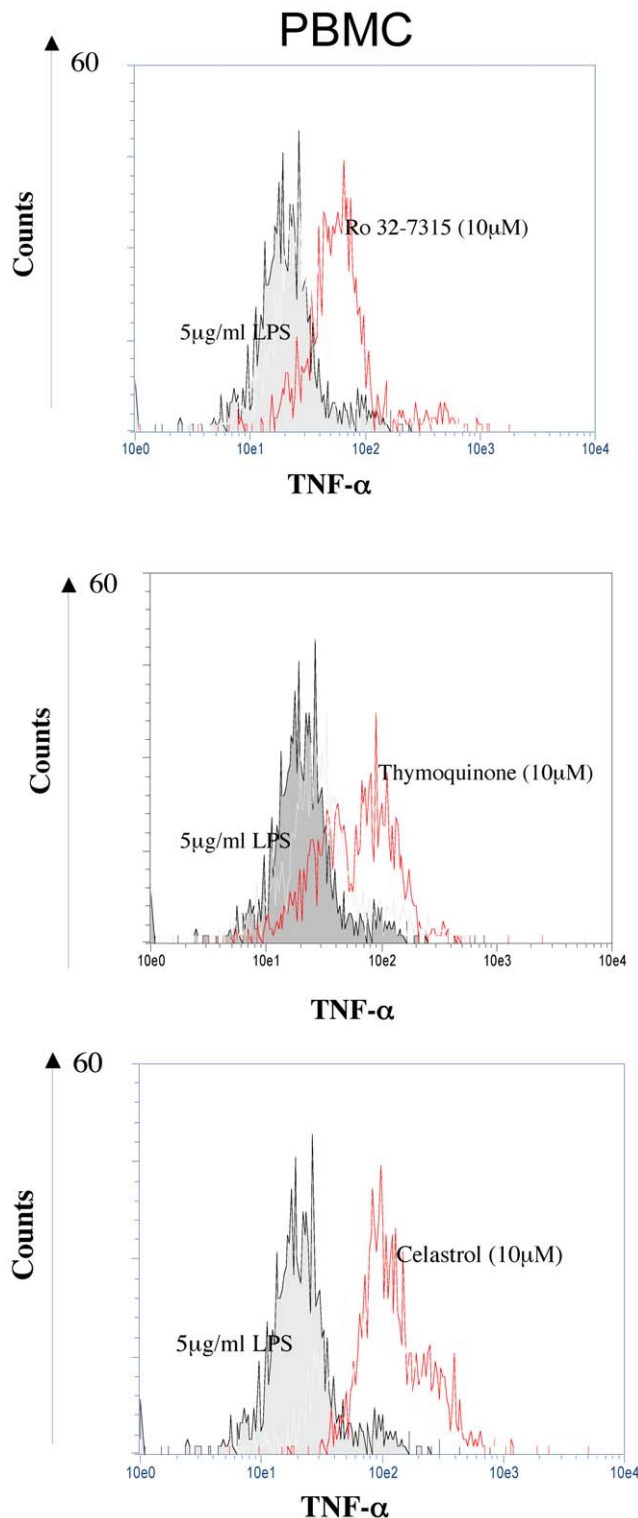 PBMC
60
Counts
Ro 32-7315 (10µM)
5µg/ml LPS
10e0 10e1 10e2 10e3 10e4
TNF-α
60
Counts
Thymoquinone (10µM)
5µg/ml LPS
10e0 10e1 10e2 10e3 10e4
TNF-α
60
Counts
Celastrol (10µM)
5µg/ml LPS
10e0 10e1 10e2 10e3 10e4
TNF-α